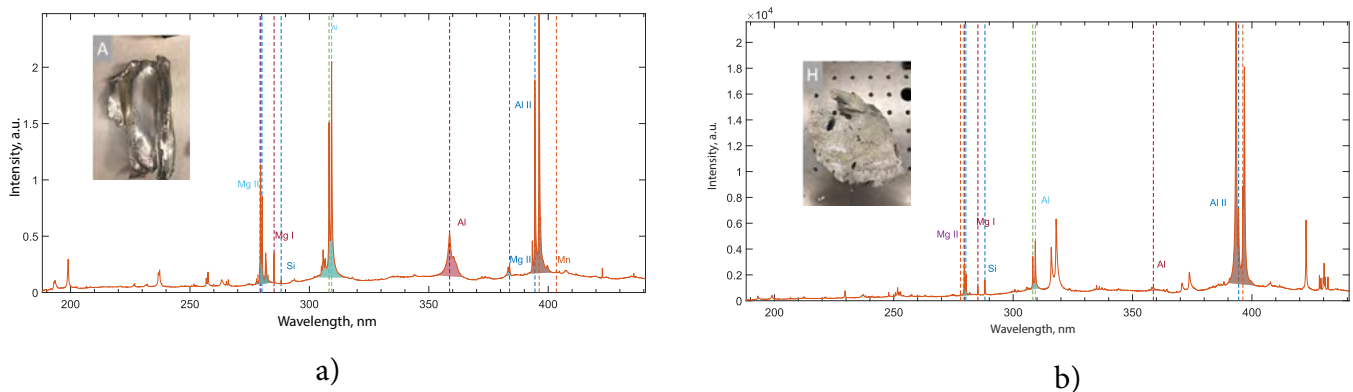 A
Intensity, a.u.
2
1.5
1
0.5
0
200
250
300
350
400
Wavelength, nm
Mg II
Mg I
Si
Al
Al II
Mg II
Mn
a)
×10⁴
H
Intensity, a.u.
2
1.8
1.6
1.4
1.2
1
0.8
0.6
0.4
0.2
0
200
250
300
350
400
Wavelength, nm
Mg II
Mg I
Si
Al
Al
Al II
b)